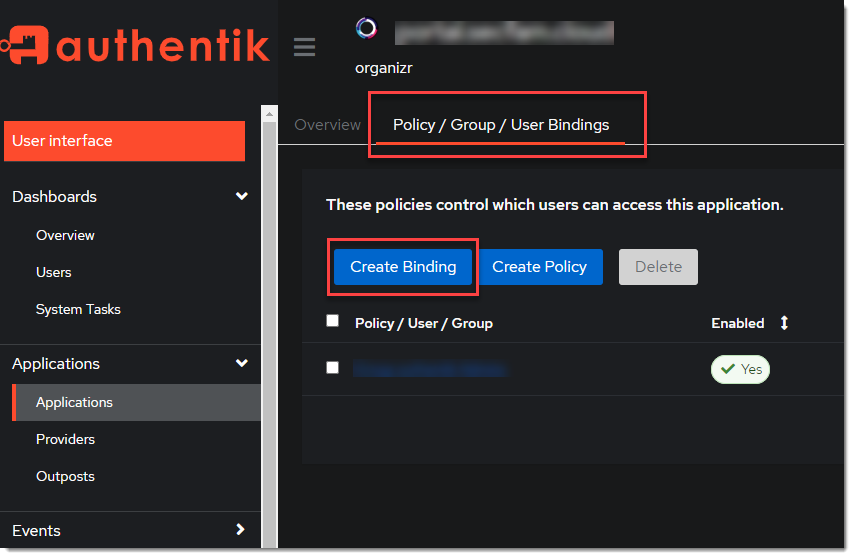 authentik
organizr
User interface
Overview
Policy / Group / User Bindings
Dashboards
Overview
Users
System Tasks
These policies control which users can access this application.
Create Binding
Create Policy
Delete
Policy / User / Group
Enabled
Yes
Applications
Applications
Providers
Outposts
Events